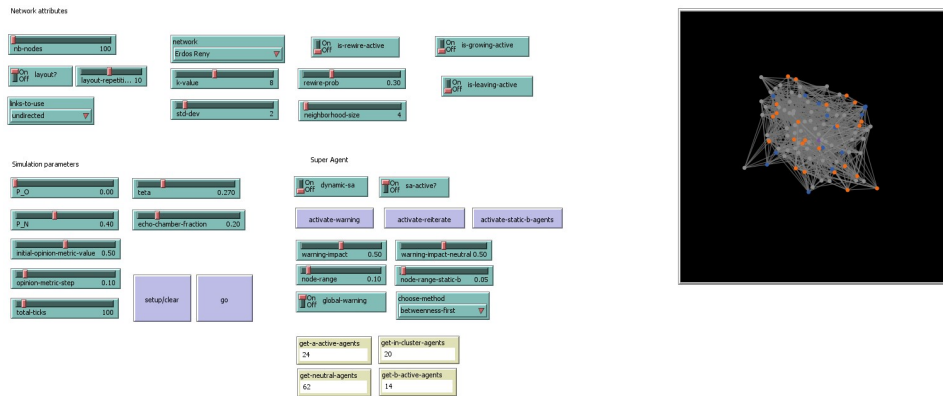 Network attributes
nb-nodes 100
network
Erdos Reny
On
Off
is-rewire-active
On
Off
is-growing-active
On
Off
layout?
layout-repetiti... 10
k-value 8
rewire-prob 0.30
On
Off
is-leaving-active
links-to-use
undirected
std-dev 2
neighborhood-size 4
Simulation parameters
Super Agent
P_O 0.00
teta 0.270
On
Off
dynamic-sa
On
Off
sa-active?
P_N 0.40
echo-chamber-fraction 0.20
activate-warning
activate-reiterate
activate-static-b-agents
initial-opinion-metric-value 0.50
warning-impact 0.50
warning-impact-neutral 0.50
opinion-metric-step 0.10
setup/clear
go
node-range 0.10
node-range-static-b 0.05
total-ticks 100
On
Off
global-warning
choose-method
betweenness-first
get-a-active-agents
24
get-in-cluster-agents
20
get-neutral-agents
62
get-b-active-agents
14